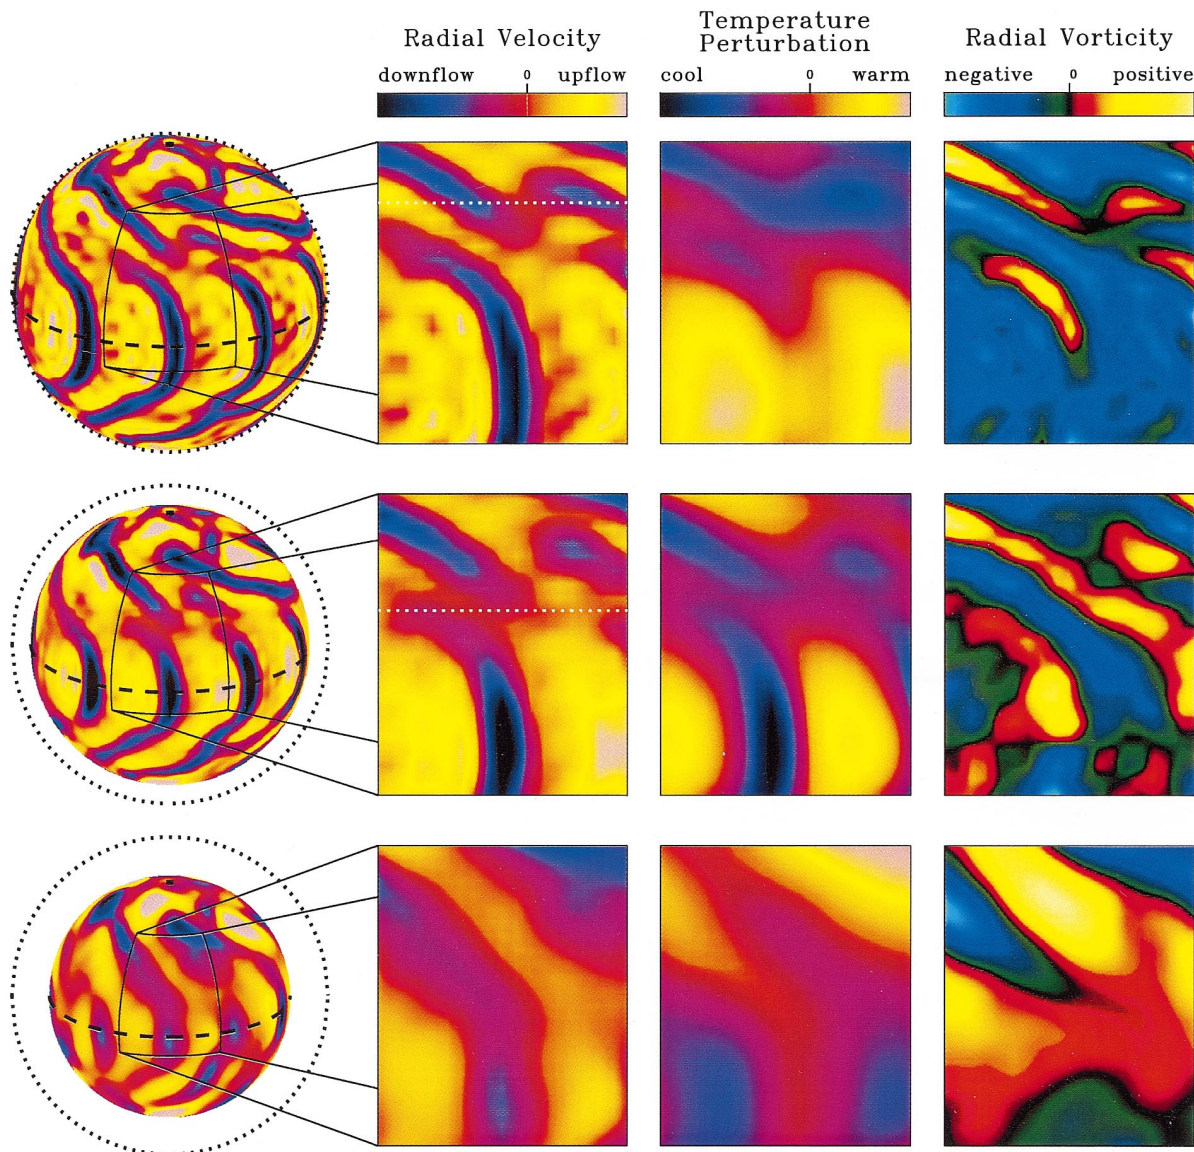 Radial Velocity
downflow 0 upflow
Temperature
Perturbation
cool 0 warm
Radial Vorticity
negative 0 positive